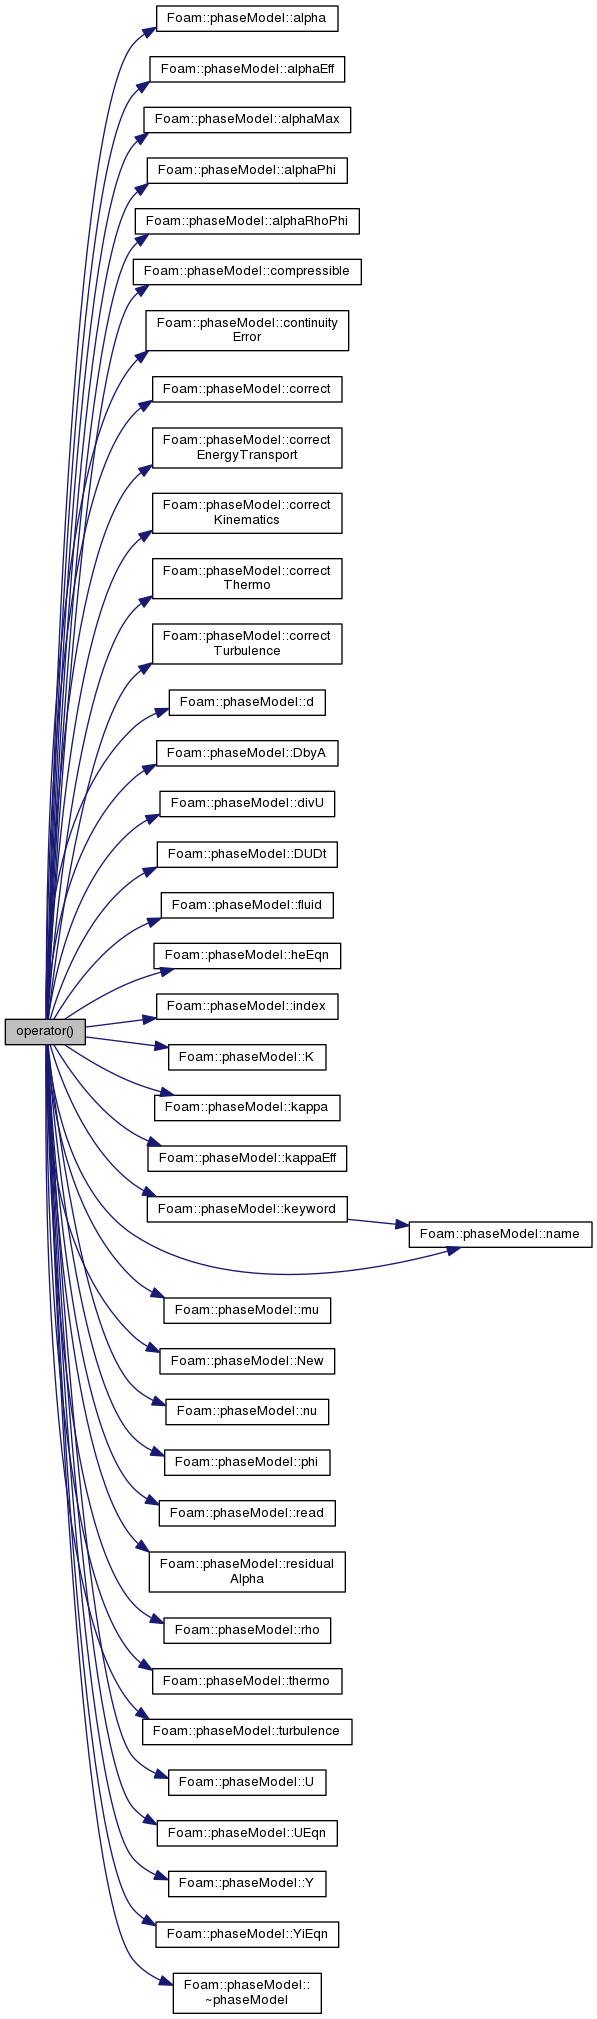 Foam::phaseModel::alpha
Foam::phaseModel::alphaEff
Foam::phaseModel::alphaMax
Foam::phaseModel::alphaPhi
Foam::phaseModel::alphaRhoPhi
Foam::phaseModel::compressible
Foam::phaseModel::continuity
Error
Foam::phaseModel::correct
Foam::phaseModel::correct
EnergyTransport
Foam::phaseModel::correct
Kinematics
Foam::phaseModel::correct
Thermo
Foam::phaseModel::correct
Turbulence
Foam::phaseModel::d
Foam::phaseModel::DbyA
Foam::phaseModel::divU
Foam::phaseModel::DUDt
Foam::phaseModel::fluid
Foam::phaseModel::heEqn
Foam::phaseModel::index
operator()
Foam::phaseModel::K
Foam::phaseModel::kappa
Foam::phaseModel::kappaEff
Foam::phaseModel::keyword
Foam::phaseModel::name
Foam::phaseModel::mu
Foam::phaseModel::New
Foam::phaseModel::nu
Foam::phaseModel::phi
Foam::phaseModel::read
Foam::phaseModel::residual
Alpha
Foam::phaseModel::rho
Foam::phaseModel::thermo
Foam::phaseModel::turbulence
Foam::phaseModel::U
Foam::phaseModel::UEqn
Foam::phaseModel::Y
Foam::phaseModel::YiEqn
Foam::phaseModel::
~phaseModel